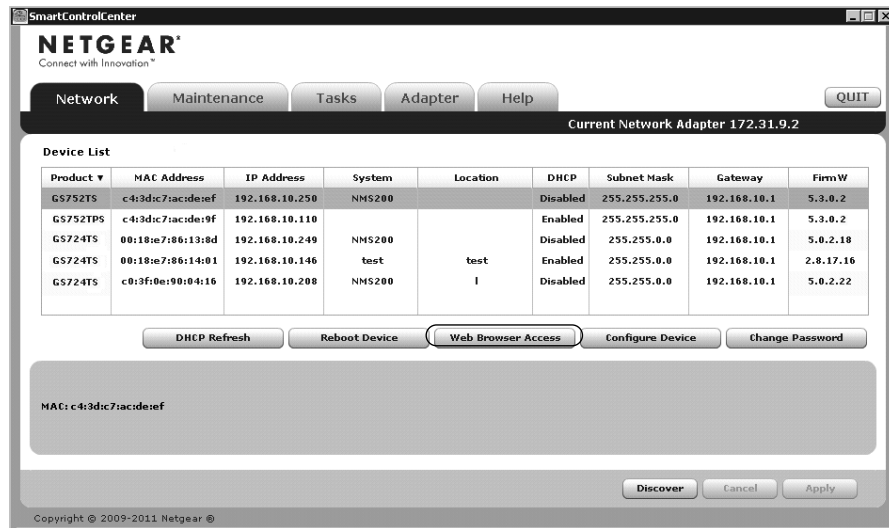 SmartControlCenter
NETGEAR®
Connect with Innovation™
Network Maintenance Tasks Adapter Help QUIT
Current Network Adapter 172.31.9.2
Device List
Product ▼ MAC Address IP Address System Location DHCP Subnet Mask Gateway FirmW
GS752TS c4:3d:c7:ac:de:ef 192.168.10.250 NMS200 Disabled 255.255.255.0 192.168.10.1 5.3.0.2
GS752TPS c4:3d:c7:ac:de:9f 192.168.10.110 Enabled 255.255.255.0 192.168.10.1 5.3.0.2
GS724TS 00:18:e7:86:13:8d 192.168.10.249 NMS200 Disabled 255.255.0.0 192.168.10.1 5.0.2.18
GS724TS 00:18:e7:86:14:01 192.168.10.146 test test Enabled 255.255.0.0 192.168.10.1 2.8.17.16
GS724TS c0:3f:0e:90:04:16 192.168.10.208 NMS200 l Disabled 255.255.0.0 192.168.10.1 5.0.2.22
DHCP Refresh Reboot Device Web Browser Access Configure Device Change Password
MAC: c4:3d:c7:ac:de:ef
Discover Cancel Apply
Copyright © 2009-2011 Netgear ®